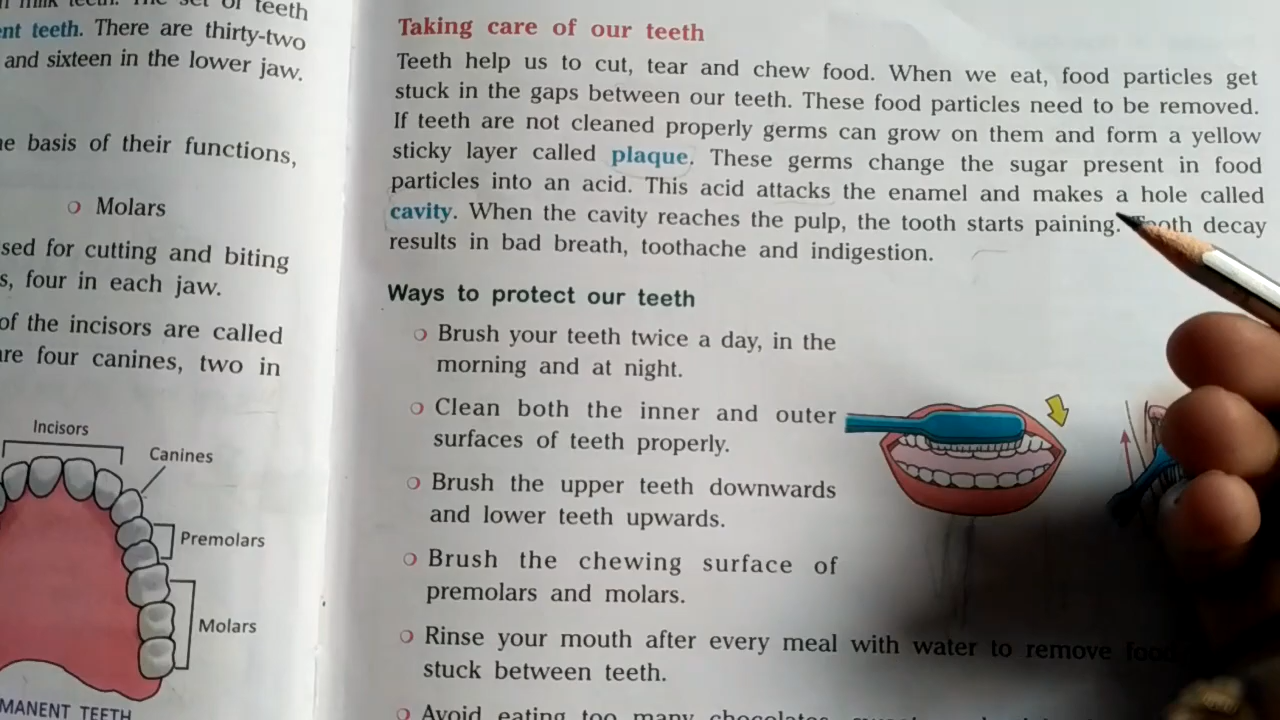 teeth
nt teeth. There are thirty-two
and sixteen in the lower jaw.
basis of their functions,
Molars
sed for cutting and biting
s, four in each jaw.
of the incisors are called
are four canines, two in
Incisors
Canines
Premolars
Molars
MANENT TEETH
Taking care of our teeth
Teeth help us to cut, tear and chew food. When we eat, food particles get
stuck in the gaps between our teeth. These food particles need to be removed.
If teeth are not cleaned properly germs can grow on them and form a yellow
sticky layer called plaque. These germs change the sugar present in food
particles into an acid. This acid attacks the enamel and makes a hole called
cavity. When the cavity reaches the pulp, the tooth starts paining. Tooth decay
results in bad breath, toothache and indigestion.
Ways to protect our teeth
Brush your teeth twice a day, in the
morning and at night.
Clean both the inner and outer
surfaces of teeth properly.
Brush the upper teeth downwards
and lower teeth upwards.
Brush the chewing surface of
premolars and molars.
Rinse your mouth after every meal with water to remove food
stuck between teeth.
Avoid eating too many chocolates